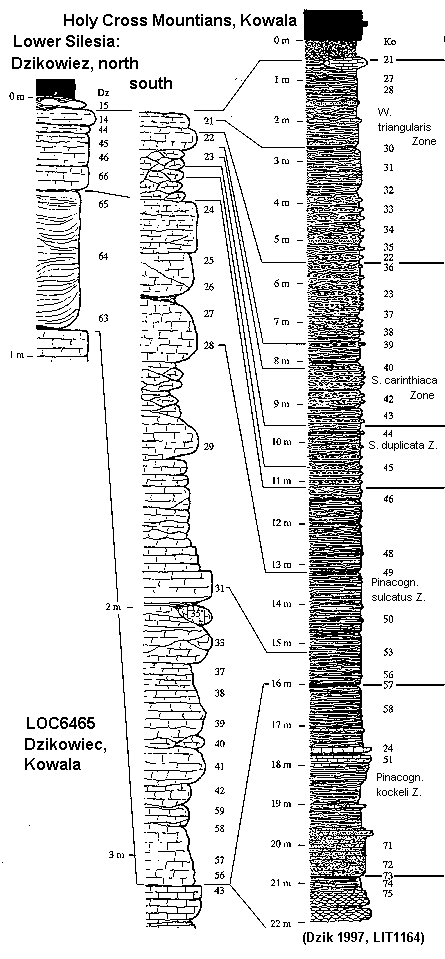 Holy Cross Mountians, Kowala
Lower Silesia:
Dzikowiez, north
south
Dz
0 m
15
14
44
45
46
66
65
64
63
1 m
2 m
3 m
21
22
23
24
25
26
27
28
29
31
35
37
38
39
40
41
42
59
58
57
56
43
LOC6465
Dzikowiec,
Kowala
0 m
1 m
2 m
3 m
4 m
5 m
6 m
7 m
8 m
9 m
10 m
11 m
12 m
13 m
14 m
15 m
16 m
17 m
18 m
19 m
20 m
21 m
22 m
Ko
21
27
28
W.
triangularis
Zone
30
31
32
33
34
35
22
36
23
37
38
39
40
S. carinthiaca
Zone
42
43
44
S. duplicata Z.
45
46
48
49
Pinacogn.
sulcatus Z.
50
53
56
57
58
24
51
Pinacogn.
kockeli Z.
71
72
73
74
75
(Dzik 1997, LIT1164)